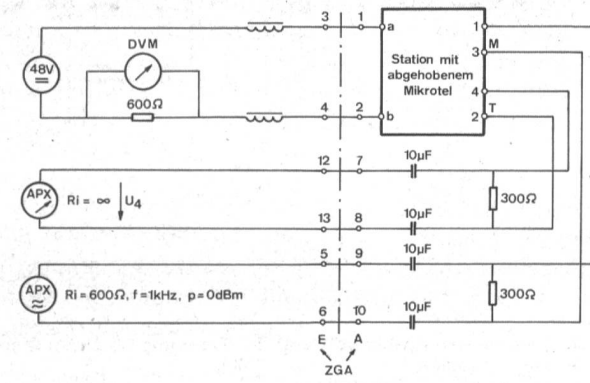 3 1 a 1
DVM
M
3
48V
Station mit
abgehobenem
Mikrotel
600Ω
4
T
4 2 b 2
12 7 10µF
APX Ri = ∞ U4
300Ω
10µF
13 8
10µF
5 9
APX Ri = 600Ω, f = 1kHz, p = 0dBm
300Ω
10µF
6 10
E A
ZGA